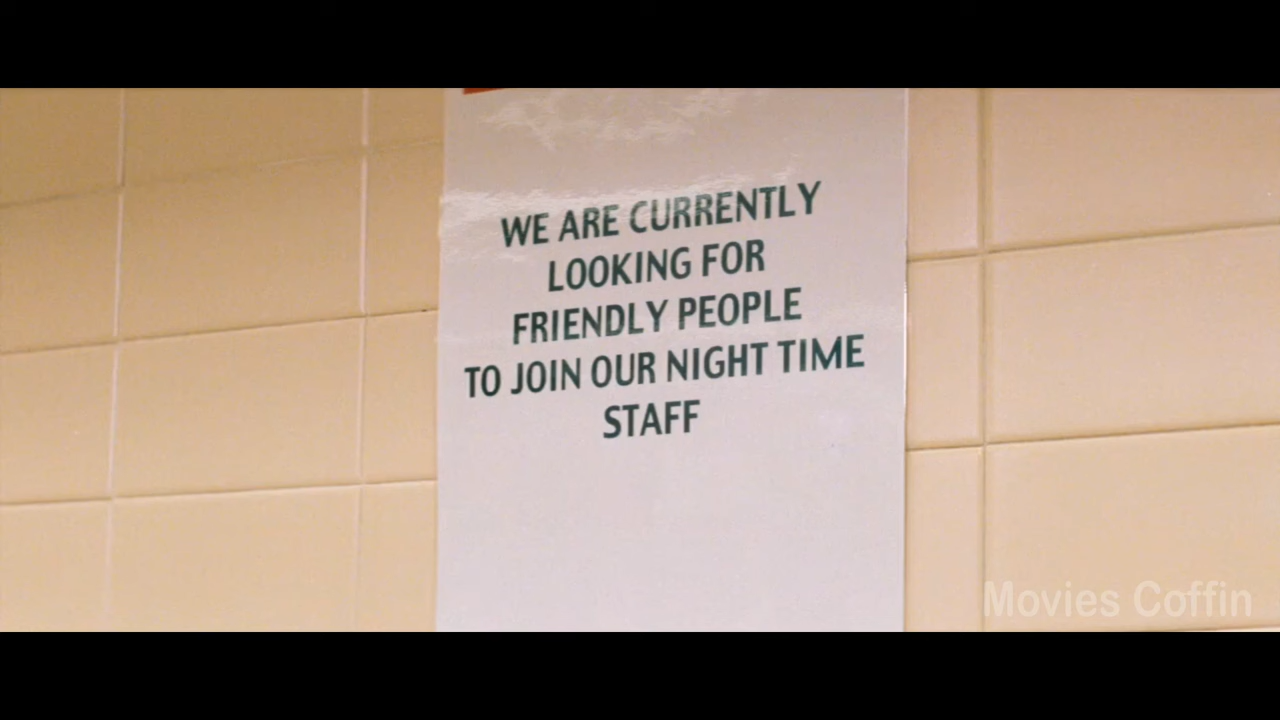 WE ARE CURRENTLY
LOOKING FOR
FRIENDLY PEOPLE
TO JOIN OUR NIGHT TIME
STAFF
Movies Coffin